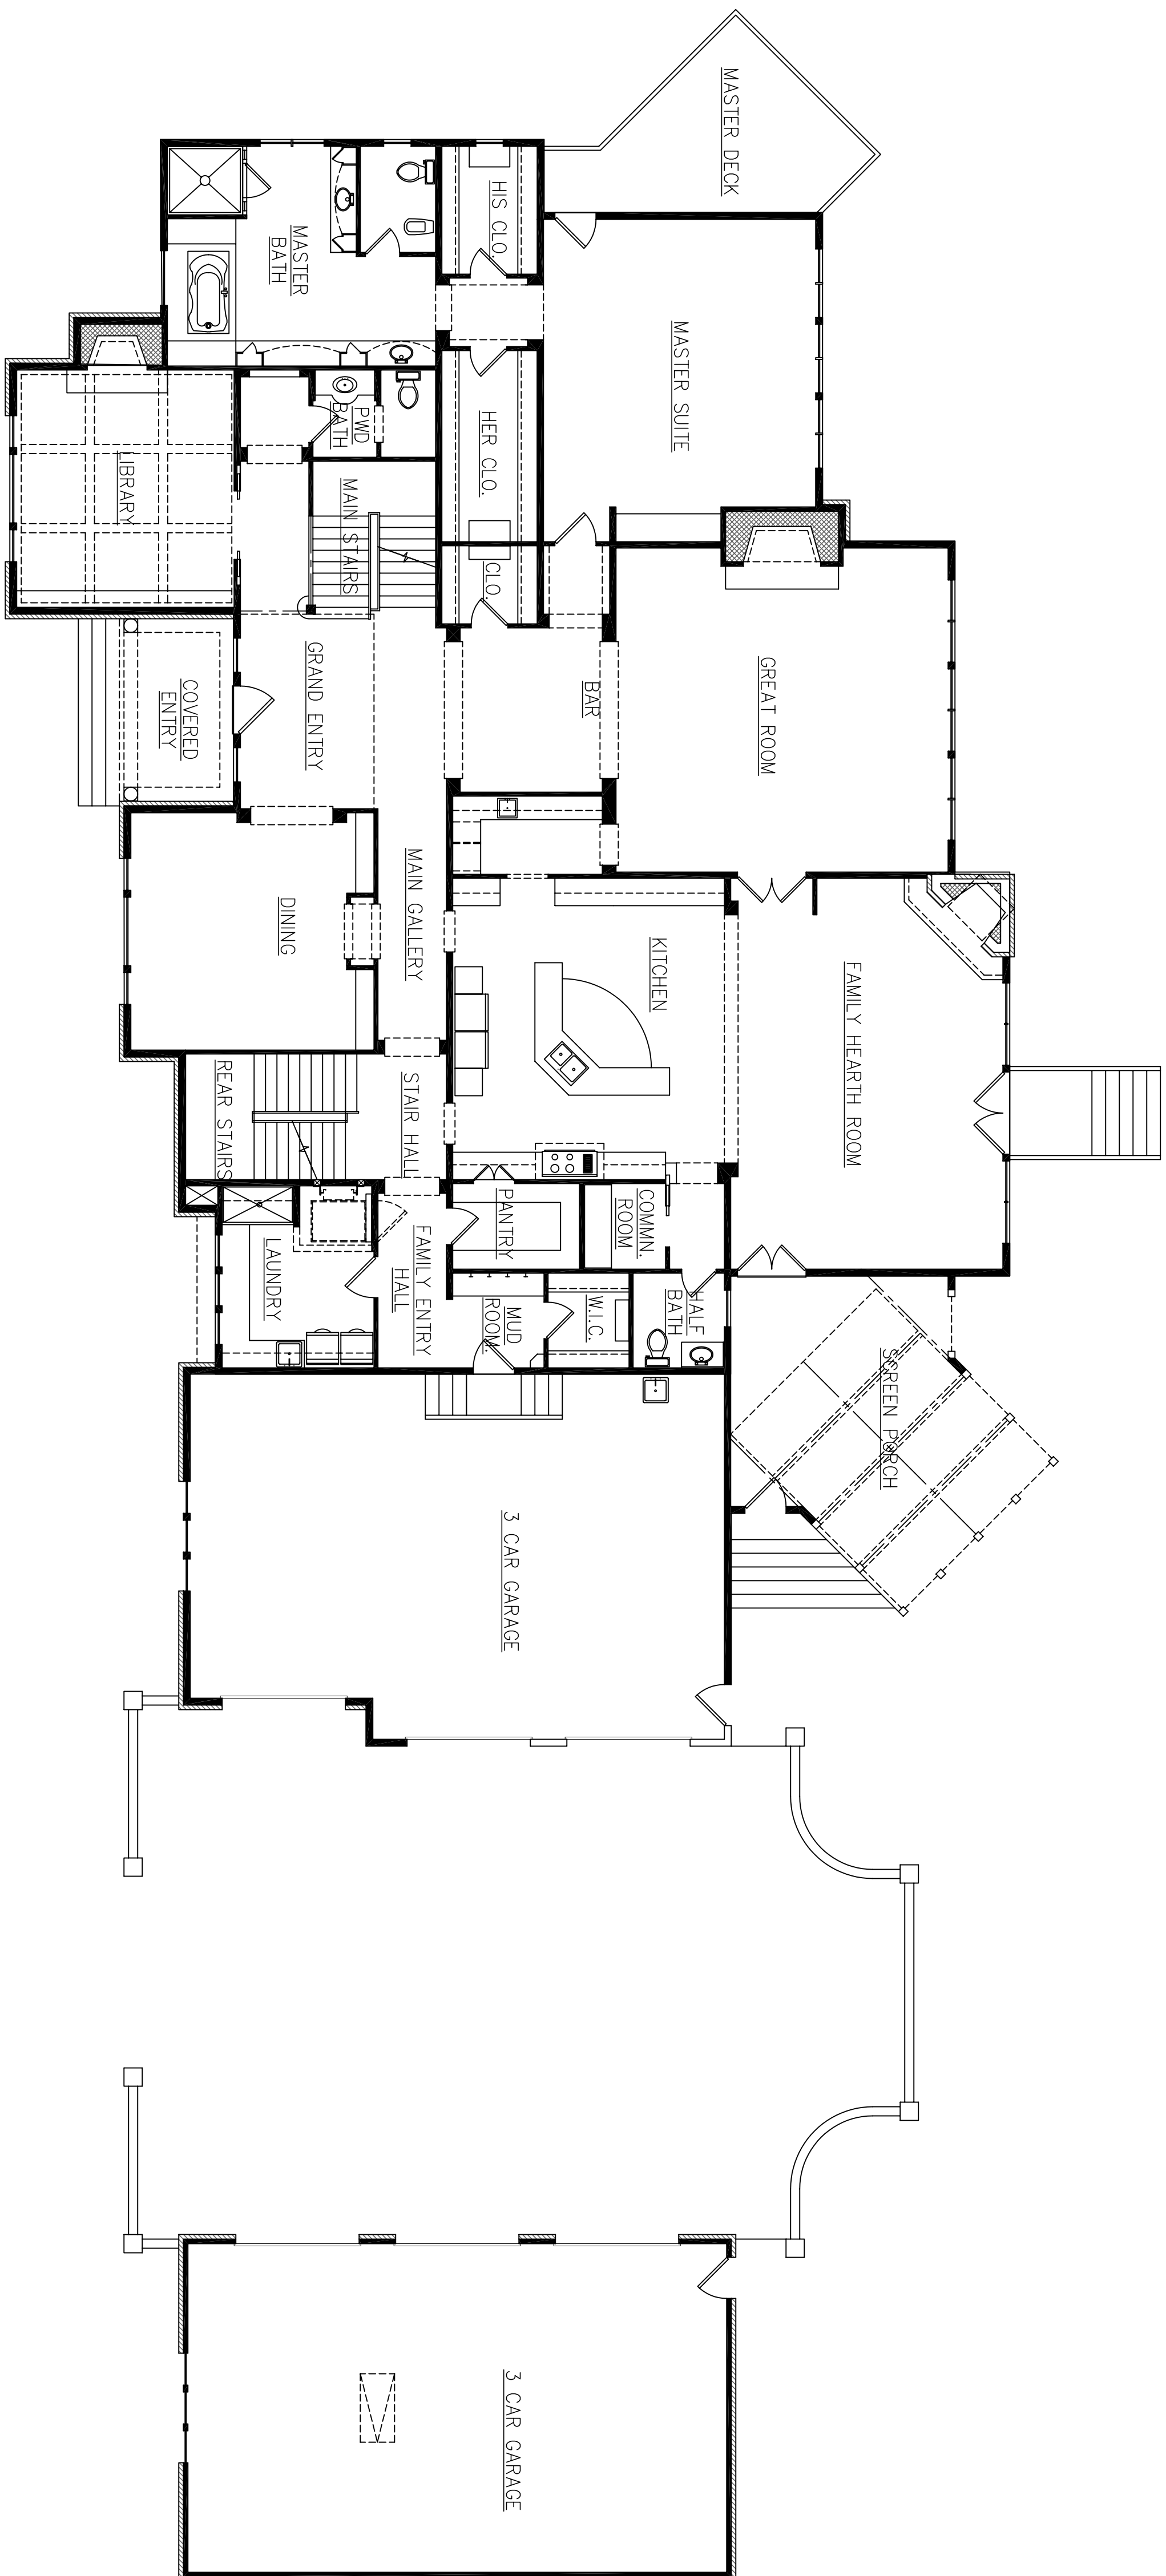 MASTER DECK
MASTER SUITE
HIS CLO.
MASTER
BATH
HER CLO.
PWD
BATH
LIBRARY
MAIN STAIRS
CLO.
GREAT ROOM
BAR
GRAND ENTRY
COVERED
ENTRY
MAIN GALLERY
DINING
KITCHEN
FAMILY HEARTH ROOM
STAIR HALL
REAR STAIRS
COMMN.
ROOM
PANTRY
FAMILY ENTRY
HALL
LAUNDRY
HALF
BATH
W.I.C.
MUD
ROOM
SCREEN PORCH
3 CAR GARAGE
3 CAR GARAGE